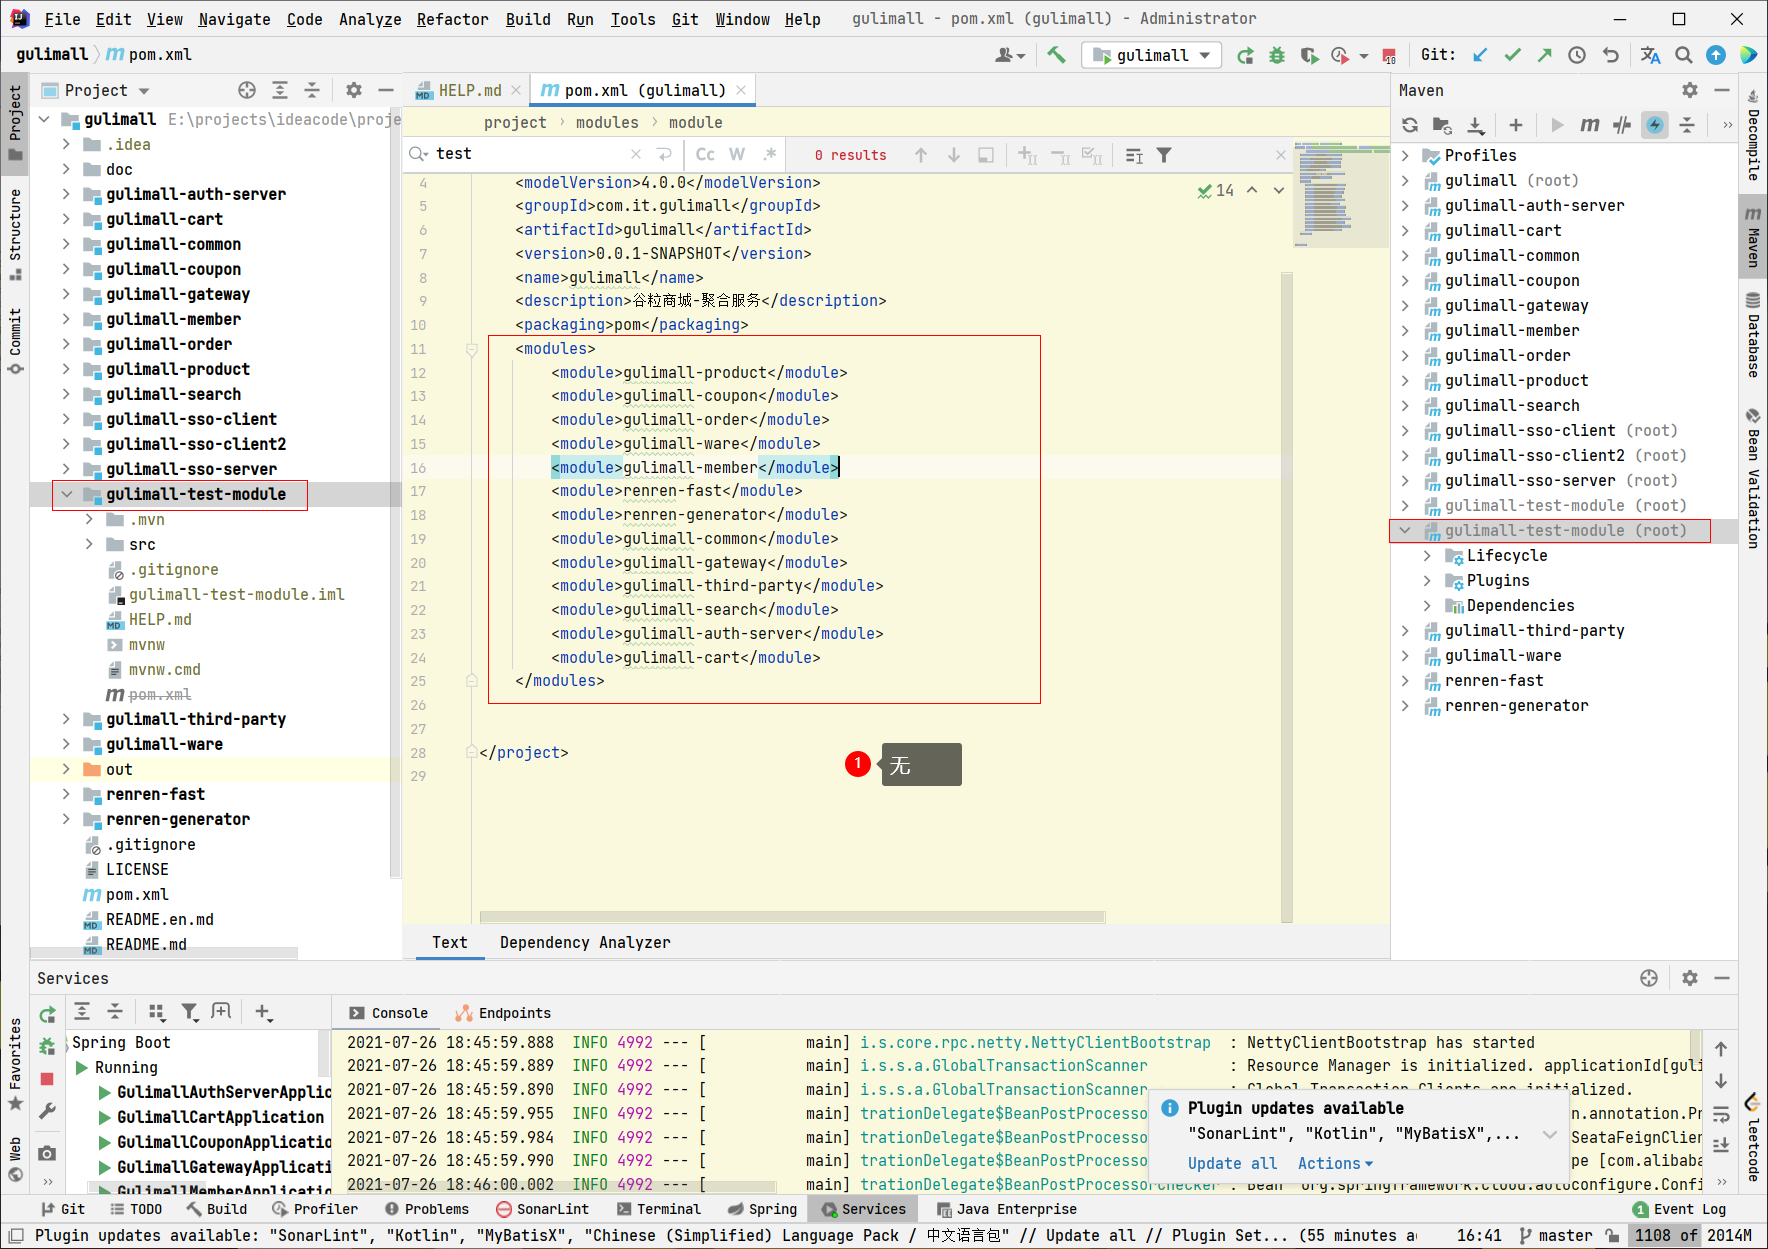 File Edit View Navigate Code Analyze Refactor Build Run Tools Git Window Help gulimall - pom.xml (gulimall) - Administrator
gulimall pom.xml gulimall Git:
Project HELP.md pom.xml (gulimall) Maven
gulimall E:\projects\ideacode\proje
.idea
doc
gulimall-auth-server
gulimall-cart
gulimall-common
gulimall-coupon
gulimall-gateway
gulimall-member
gulimall-order
gulimall-product
gulimall-search
gulimall-sso-client
gulimall-sso-client2
gulimall-sso-server
gulimall-test-module
.mvn
src
.gitignore
gulimall-test-module.iml
HELP.md
mvnw
mvnw.cmd
pom.xml
gulimall-third-party
gulimall-ware
out
renren-fast
renren-generator
.gitignore
LICENSE
pom.xml
README.en.md
README.md
project modules module
test Cc W .* 0 results
14
4 <modelVersion>4.0.0</modelVersion>
5 <groupId>com.it.gulimall</groupId>
6 <artifactId>gulimall</artifactId>
7 <version>0.0.1-SNAPSHOT</version>
8 <name>gulimall</name>
9 <description>谷粒商城-聚合服务</description>
10 <packaging>pom</packaging>
11 <modules>
12 <module>gulimall-product</module>
13 <module>gulimall-coupon</module>
14 <module>gulimall-order</module>
15 <module>gulimall-ware</module>
16 <module>gulimall-member</module>
17 <module>renren-fast</module>
18 <module>renren-generator</module>
19 <module>gulimall-common</module>
20 <module>gulimall-gateway</module>
21 <module>gulimall-third-party</module>
22 <module>gulimall-search</module>
23 <module>gulimall-auth-server</module>
24 <module>gulimall-cart</module>
25 </modules>
26
27
28 </project>
29
1 无
Text Dependency Analyzer
Profiles
gulimall (root)
gulimall-auth-server
gulimall-cart
gulimall-common
gulimall-coupon
gulimall-gateway
gulimall-member
gulimall-order
gulimall-product
gulimall-search
gulimall-sso-client (root)
gulimall-sso-client2 (root)
gulimall-sso-server (root)
gulimall-test-module (root)
gulimall-test-module (root)
Lifecycle
Plugins
Dependencies
gulimall-third-party
gulimall-ware
renren-fast
renren-generator
Project
Structure
Commit
Favorites
Web
Decompile
Maven
Database
Bean Validation
leetcode
Services
Console Endpoints
Spring Boot
Running
GulimallAuthServerApplic
GulimallCartApplication
GulimallCouponApplicatio
GulimallGatewayApplicati
GulimallMemberApplicatio
2021-07-26 18:45:59.888 INFO 4992 --- [ main] i.s.core.rpc.netty.NettyClientBootstrap : NettyClientBootstrap has started
2021-07-26 18:45:59.889 INFO 4992 --- [ main] i.s.s.a.GlobalTransactionScanner : Resource Manager is initialized. applicationId[guli
2021-07-26 18:45:59.890 INFO 4992 --- [ main] i.s.s.a.GlobalTransactionScanner : Global Transaction Clients are initialized.
2021-07-26 18:45:59.955 INFO 4992 --- [ main] trationDelegate$BeanPostProcesso n.annotation.Pr
2021-07-26 18:45:59.984 INFO 4992 --- [ main] trationDelegate$BeanPostProcesso SeataFeignClien
2021-07-26 18:45:59.990 INFO 4992 --- [ main] trationDelegate$BeanPostProcesso pe [com.alibaba
2021-07-26 18:46:00.002 INFO 4992 --- [ main] trationDelegate$BeanPostProcessorChecker : Bean 'org.springframework.cloud.autoconfigure.Confi
Plugin updates available
"SonarLint", "Kotlin", "MyBatisX",...
Update all Actions
Git TODO Build Profiler Problems SonarLint Terminal Spring Services Java Enterprise 1 Event Log
Plugin updates available: "SonarLint", "Kotlin", "MyBatisX", "Chinese (Simplified) Language Pack / 中文语言包" // Update all // Plugin Set... (55 minutes a 16:41 master 1108 of 2014M